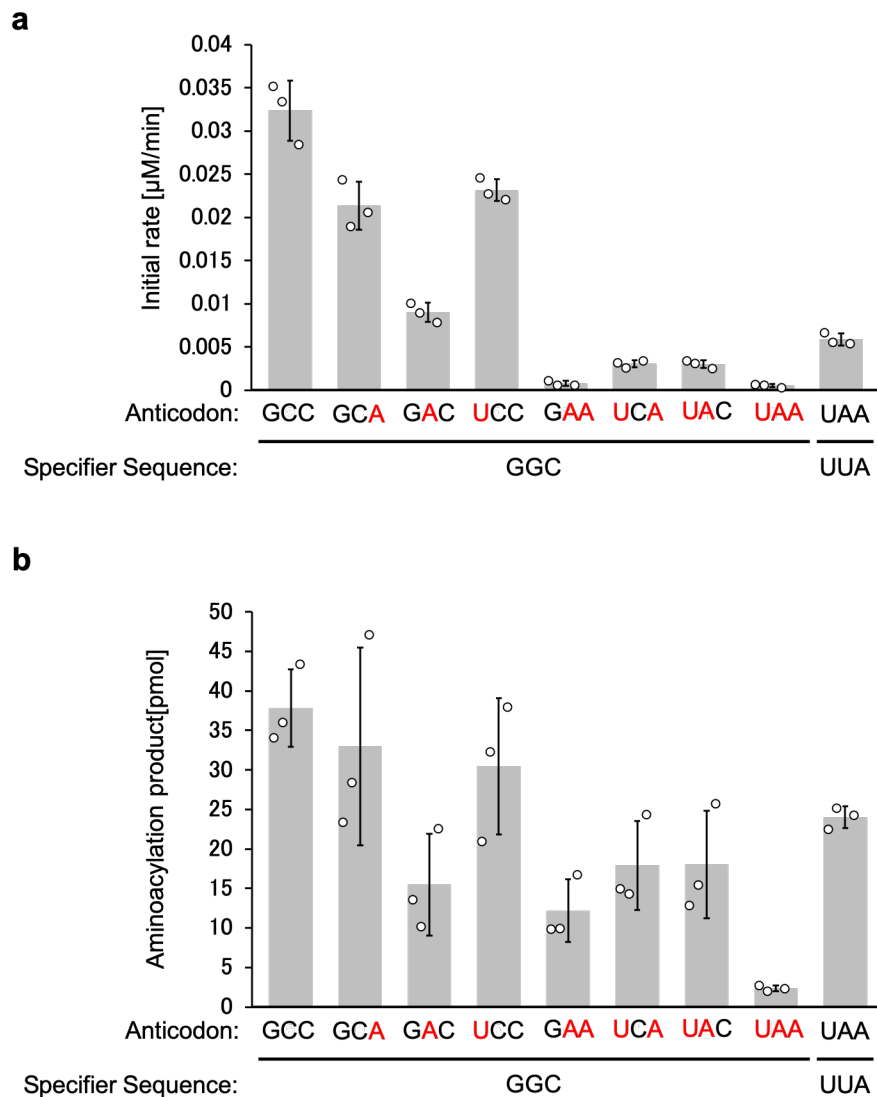 a
Initial rate [µM/min]
0.04
0.035
0.03
0.025
0.02
0.015
0.01
0.005
0
Anticodon: GCC GCA GAC UCC GAA UCA UAC UAA UAA
Specifier Sequence: GGC UUA
b
Aminoacylation product[pmol]
50
45
40
35
30
25
20
15
10
5
0
Anticodon: GCC GCA GAC UCC GAA UCA UAC UAA UAA
Specifier Sequence: GGC UUA